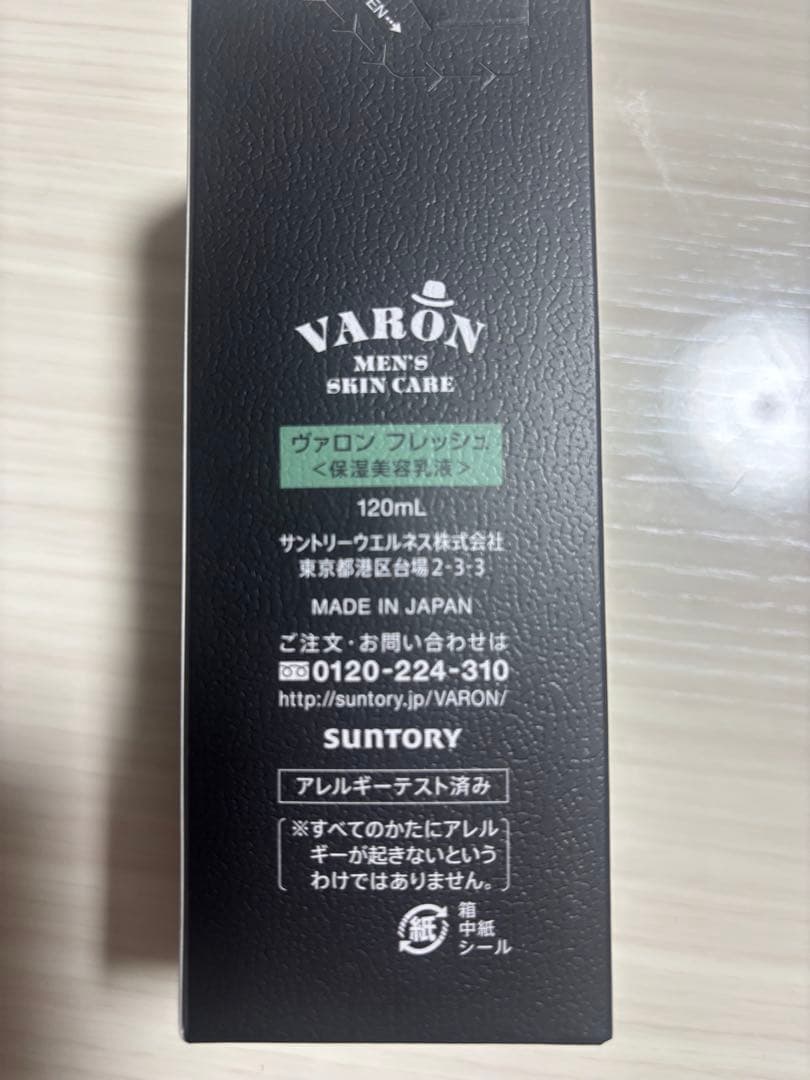 EN
VARON
MEN'S
SKIN CARE
ヴァロン フレッシュ
<保湿美容乳液>
120mL
サントリーウエルネス株式会社
東京都港区台場2-3-3
MADE IN JAPAN
ご注文・お問い合わせは
0120-224-310
http://suntory.jp/VARON/
SUNTORY
アレルギーテスト済み
※すべてのかたにアレル
ギーが起きないという
わけではありません。
紙
箱
中紙
シール